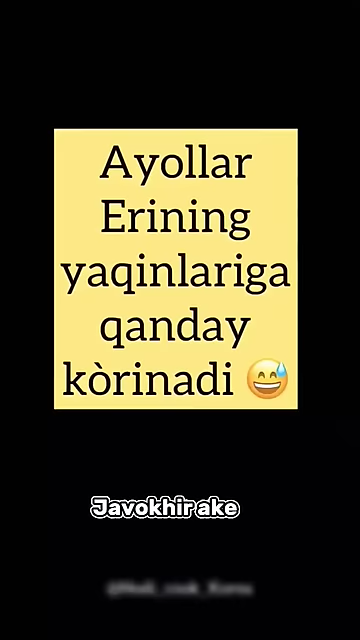 Ayollar
Erining
yaqinlariga
qanday
kòrinadi 😅
Javokhir ake